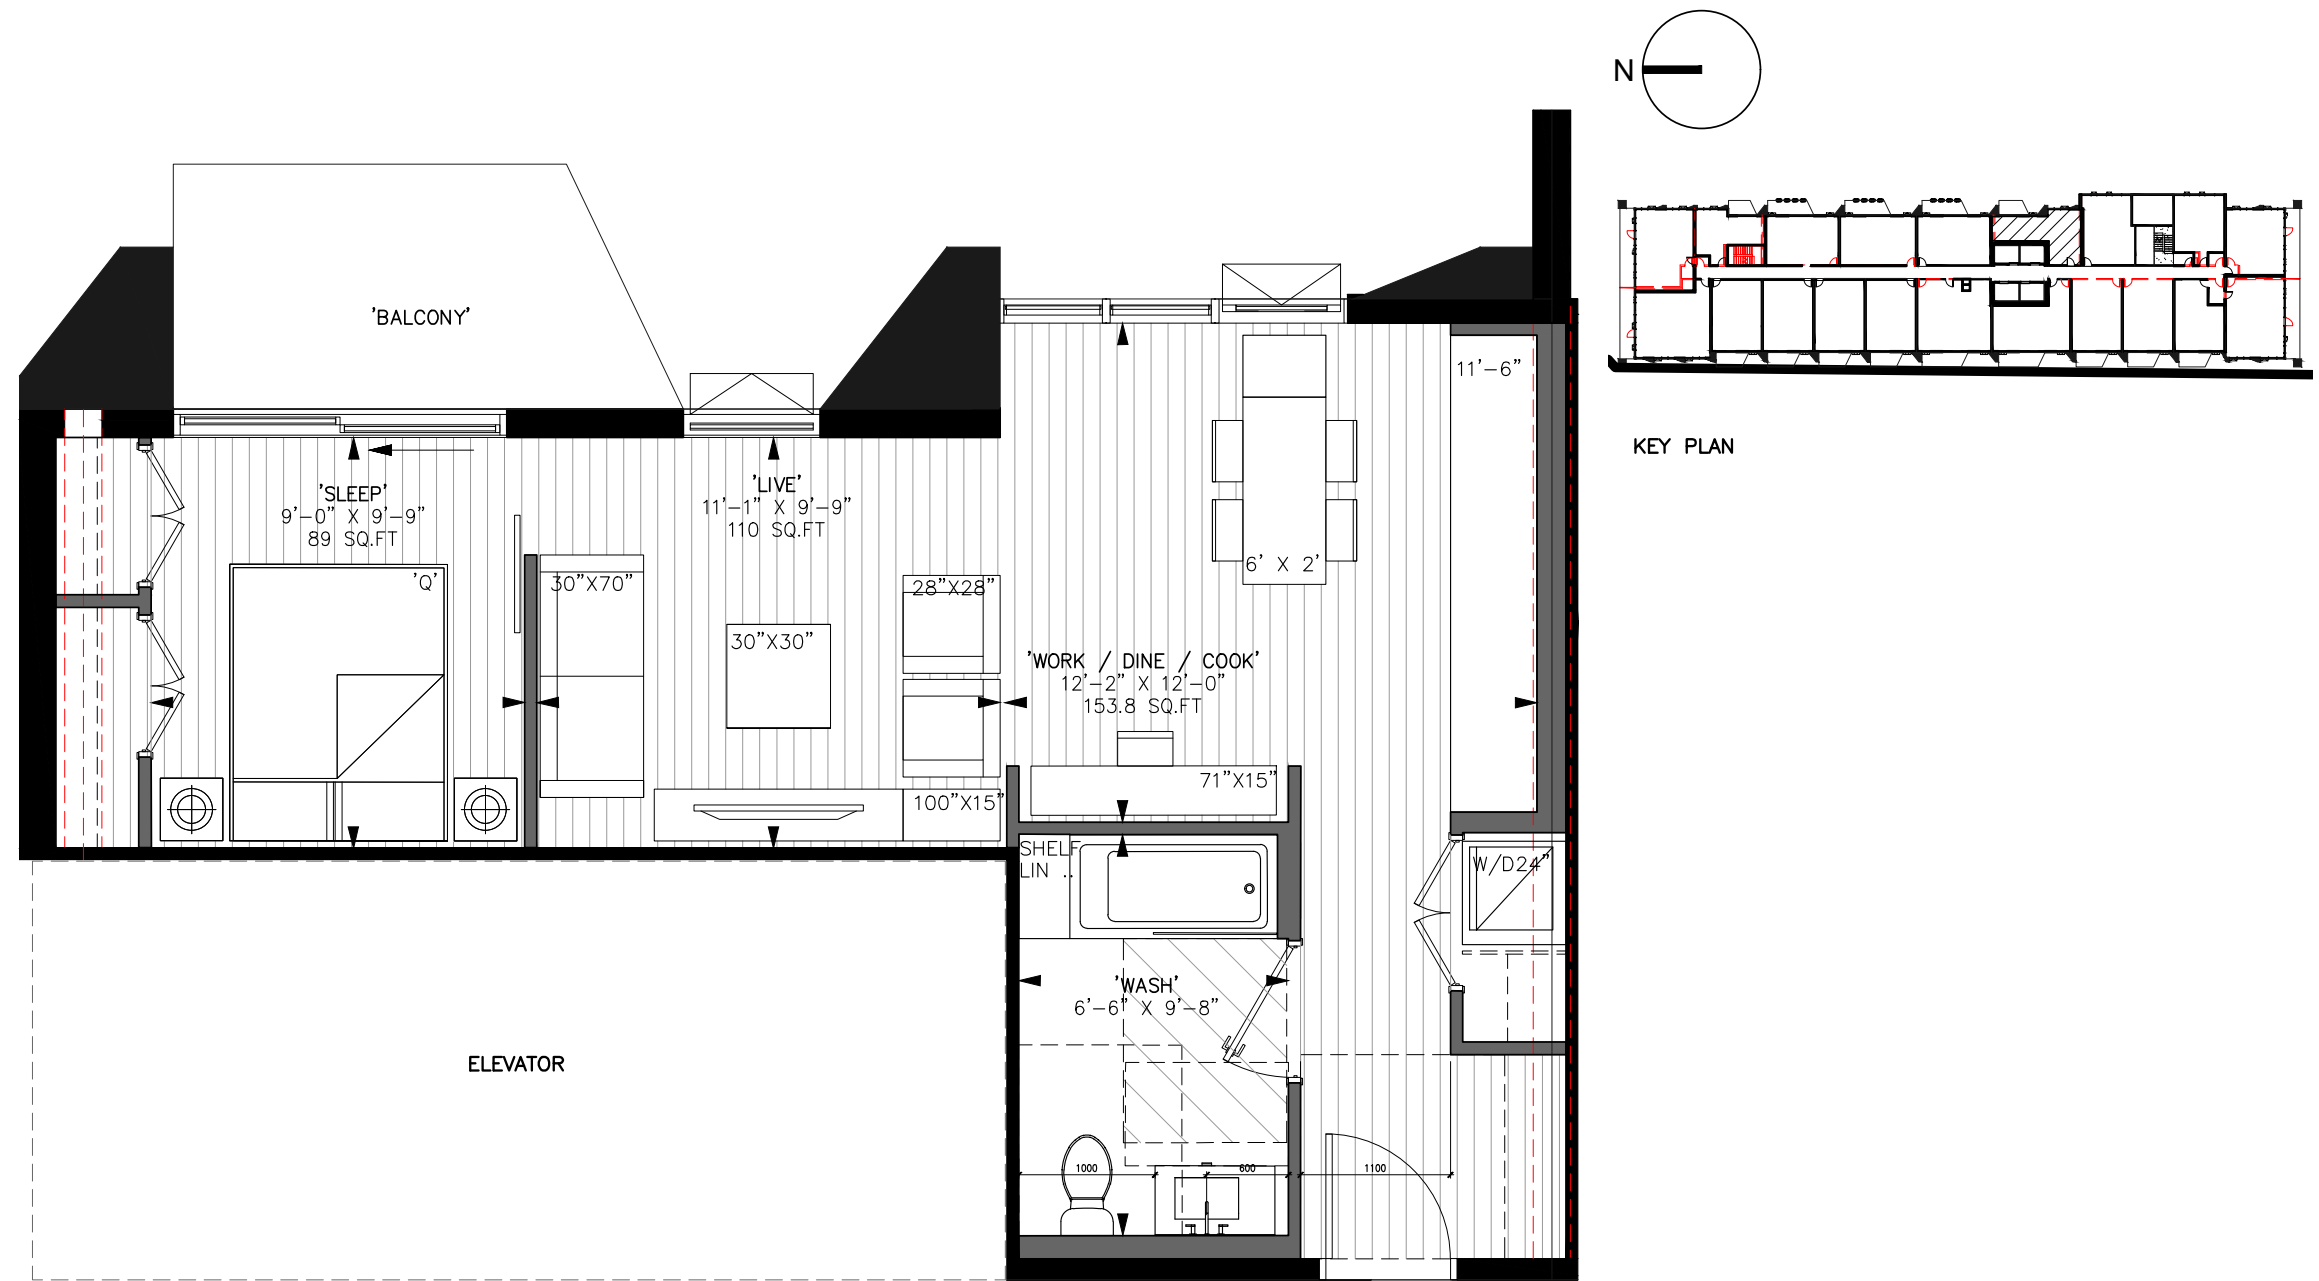 N
KEY PLAN
'BALCONY'
11'-6"
'SLEEP'
9'-0" X 9'-9"
89 SQ.FT
'LIVE'
11'-1" X 9'-9"
110 SQ.FT
6' X 2'
'Q'
30"X70"
28"X28"
30"X30"
'WORK / DINE / COOK'
12'-2" X 12'-0"
153.8 SQ.FT
71"X15"
100"X15"
SHELF
LIN ..
W/D24"
'WASH'
6'-6" X 9'-8"
ELEVATOR
1000
600
1100